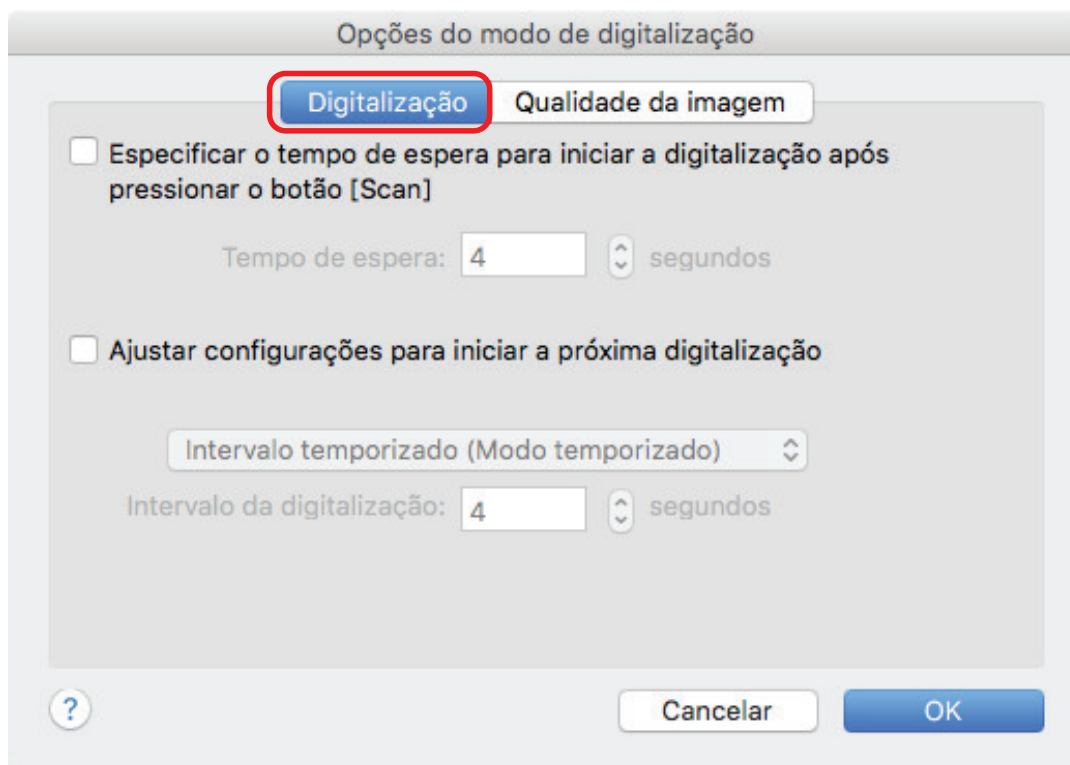 Opções do modo de digitalização
Digitalização Qualidade da imagem
Especificar o tempo de espera para iniciar a digitalização após
pressionar o botão [Scan]
Tempo de espera: 4 segundos
Ajustar configurações para iniciar a próxima digitalização
Intervalo temporizado (Modo temporizado)
Intervalo da digitalização: 4 segundos
? Cancelar OK